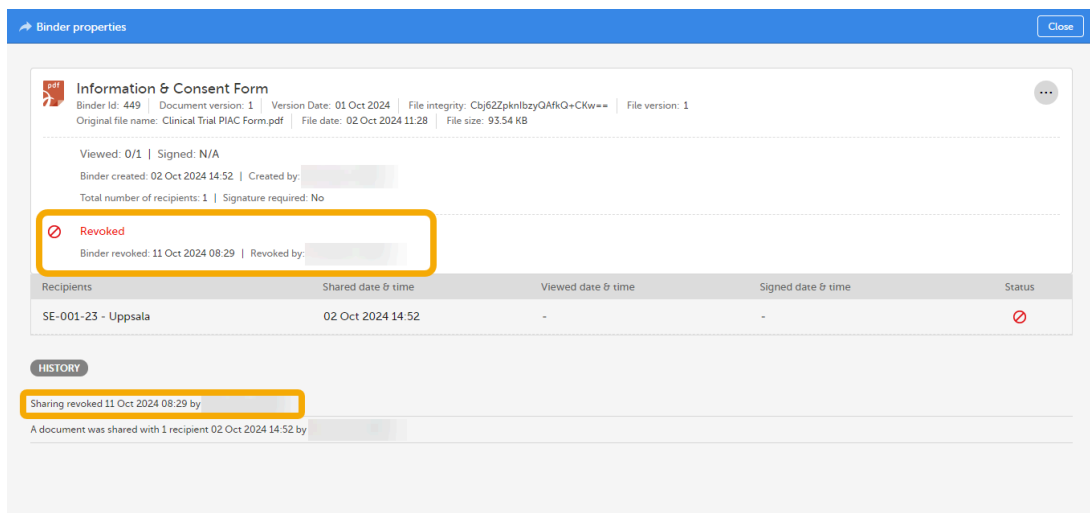 Binder properties
Close
pdf
Information & Consent Form
Binder Id: 449 | Document version: 1 | Version Date: 01 Oct 2024 | File integrity: Cbj62ZpknIbzyQAfkQ+CKw== | File version: 1
Original file name: Clinical Trial PIAC Form.pdf | File date: 02 Oct 2024 11:28 | File size: 93.54 KB
Viewed: 0/1 | Signed: N/A
Binder created: 02 Oct 2024 14:52 | Created by:
Total number of recipients: 1 | Signature required: No
Revoked
Binder revoked: 11 Oct 2024 08:29 | Revoked by:
Recipients Shared date & time Viewed date & time Signed date & time Status
SE-001-23 - Uppsala 02 Oct 2024 14:52 - -
HISTORY
Sharing revoked 11 Oct 2024 08:29 by
A document was shared with 1 recipient 02 Oct 2024 14:52 by